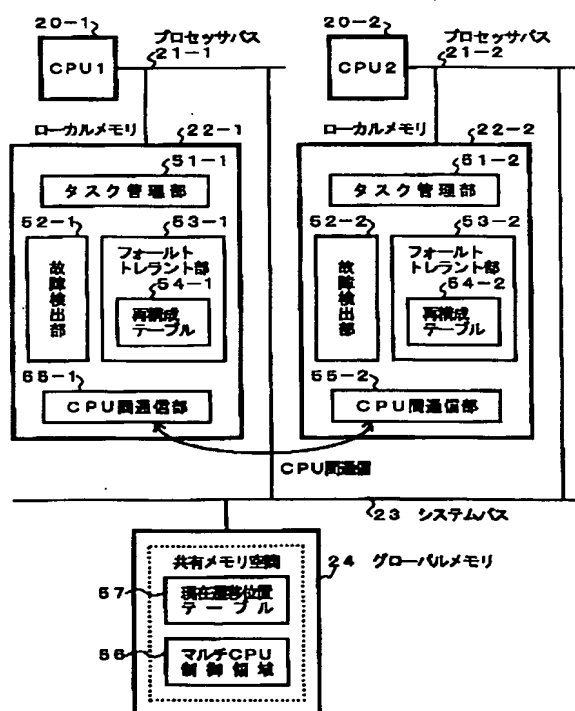 20-1
CPU1
プロセッサバス
21-1
20-2
CPU2
プロセッサバス
21-2
ローカルメモリ
22-1
51-1
タスク管理部
52-1
故障検出部
53-1
フォールト
トレラント部
54-1
再構成
テーブル
55-1
CPU間通信部
ローカルメモリ
22-2
51-2
タスク管理部
52-2
故障検出部
53-2
フォールト
トレラント部
54-2
再構成
テーブル
55-2
CPU間通信部
CPU間通信
23 システムバス
24 グローバルメモリ
共有メモリ空間
57
現在遷移位置
テーブル
56
マルチCPU
制御領域